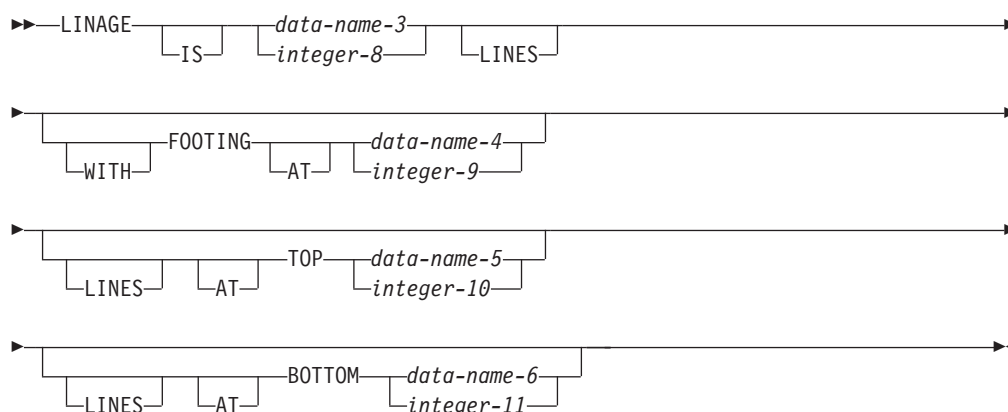 LINAGE IS data-name-3 LINES
integer-8
WITH FOOTING AT data-name-4
integer-9
LINES AT TOP data-name-5
integer-10
LINES AT BOTTOM data-name-6
integer-11